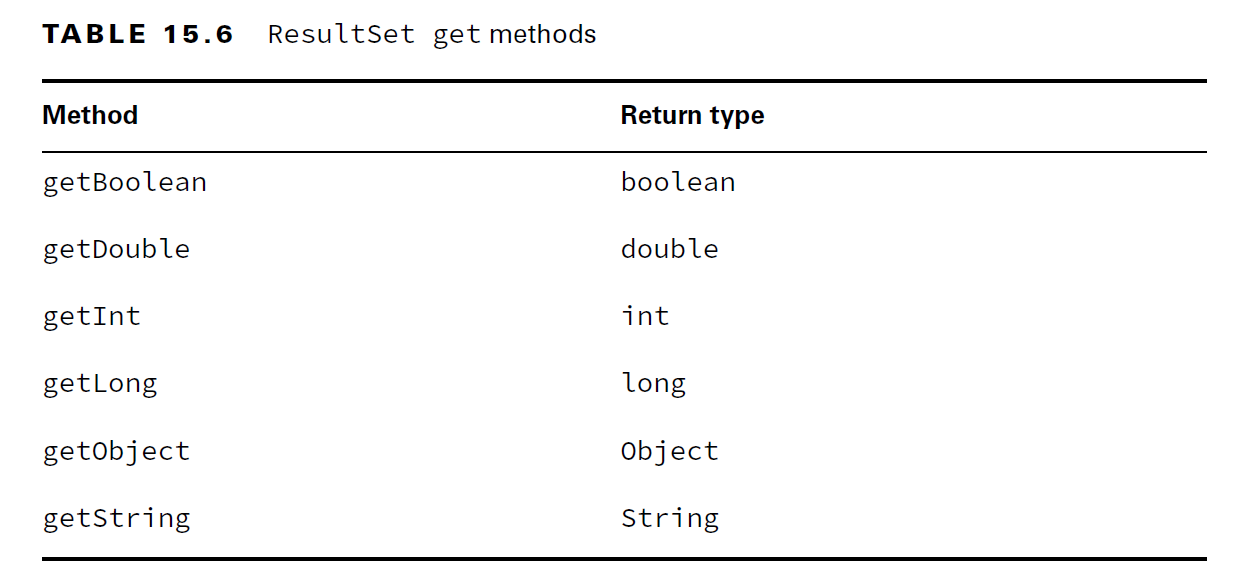 TABLE 15.6 ResultSet get methods
Method Return type
getBoolean boolean
getDouble double
getInt int
getLong long
getObject Object
getString String